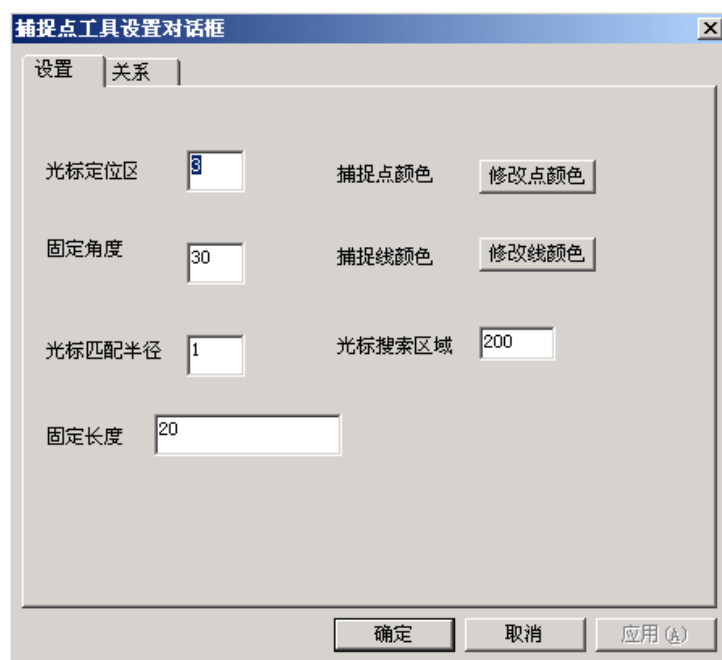 捕捉点工具设置对话框
设置 关系
光标定位区 3 捕捉点颜色 修改点颜色
固定角度 30 捕捉线颜色 修改线颜色
光标匹配半径 1 光标搜索区域 200
固定长度 20
确定 取消 应用(A)